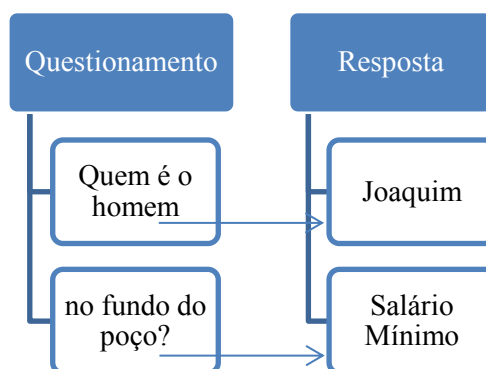 Questionamento
Resposta
Quem é o
homem
Joaquim
no fundo do
poço?
Salário
Mínimo